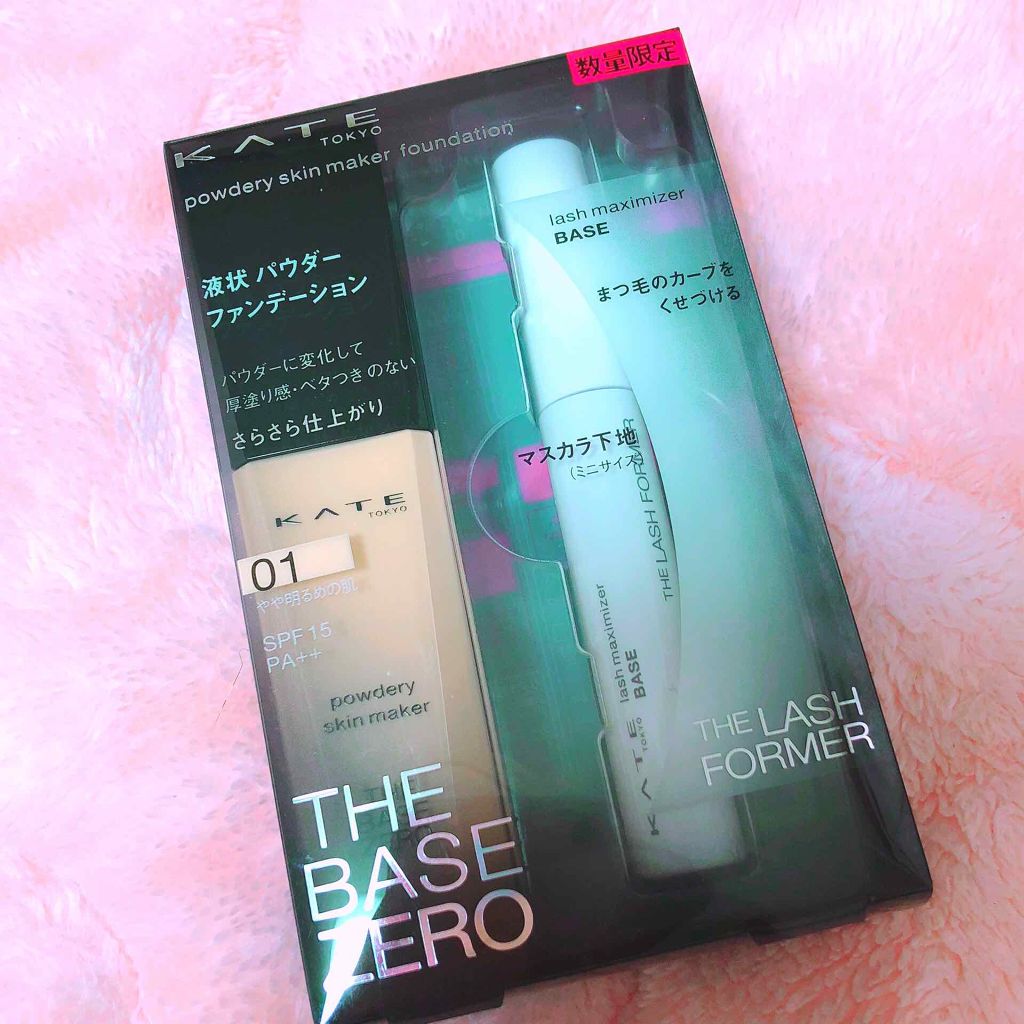 数量限定
KATE
TOKYO
powdery skin maker foundation
液状 パウダー
ファンデーション
パウダーに変化して
厚塗り感・ベタつきのない
さらさら仕上がり
KATE
TOKYO
01
やや明るめの肌
SPF 15
PA++
powdery
skin maker
THE
BASE
ZERO
lash maximizer
BASE
まつ毛のカーブを
くせづける
マスカラ下地
(ミニサイズ)
THE LASH FORMER
KATE
TOKYO
lash maximizer
BASE
THE LASH
FORMER